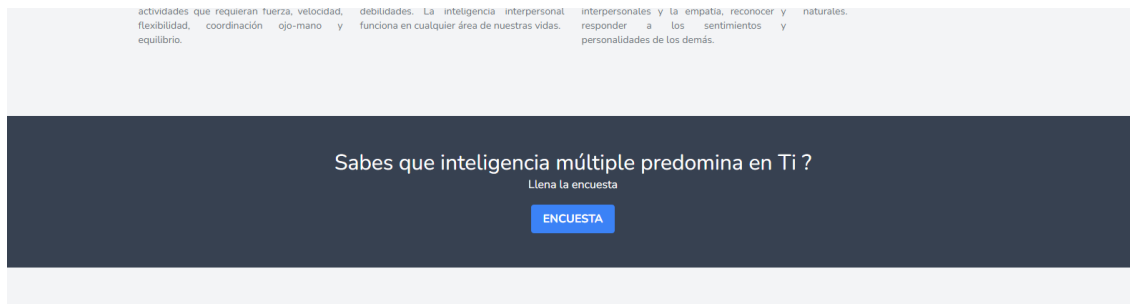 actividades que requieran fuerza, velocidad,
flexibilidad, coordinación ojo-mano y
equilibrio.
debilidades. La inteligencia interpersonal
funciona en cualquier área de nuestras vidas.
interpersonales y la empatía, reconocer y
responder a los sentimientos y
personalidades de los demás.
naturales.
Sabes que inteligencia múltiple predomina en Ti ?
Llena la encuesta
ENCUESTA